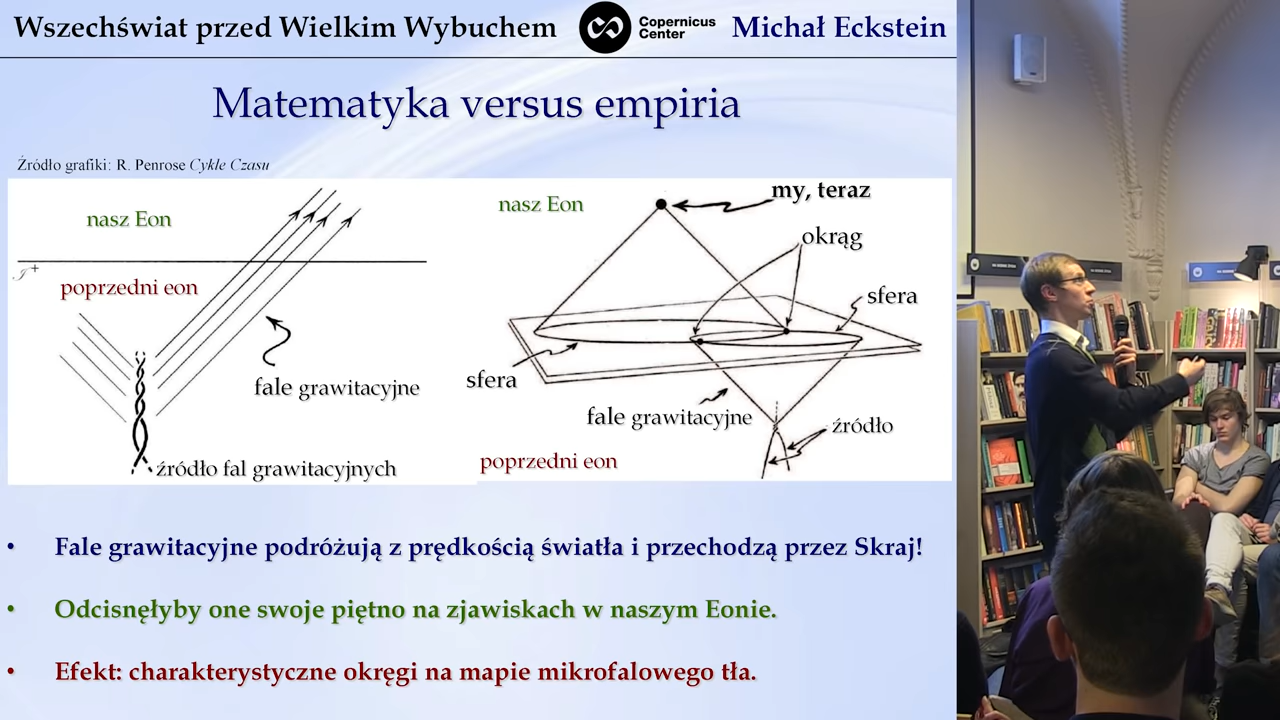 Wszechświat przed Wielkim Wybuchem
Copernicus
Center
Michał Eckstein
Matematyka versus empiria
Źródło grafiki: R. Penrose Cykle Czasu
nasz Eon
ℐ⁺
poprzedni eon
fale grawitacyjne
źródło fal grawitacyjnych
nasz Eon
my, teraz
okrąg
sfera
sfera
fale grawitacyjne
źródło
poprzedni eon
• Fale grawitacyjne podróżują z prędkością światła i przechodzą przez Skraj!
• Odcisnęłyby one swoje piętno na zjawiskach w naszym Eonie.
• Efekt: charakterystyczne okręgi na mapie mikrofalowego tła.